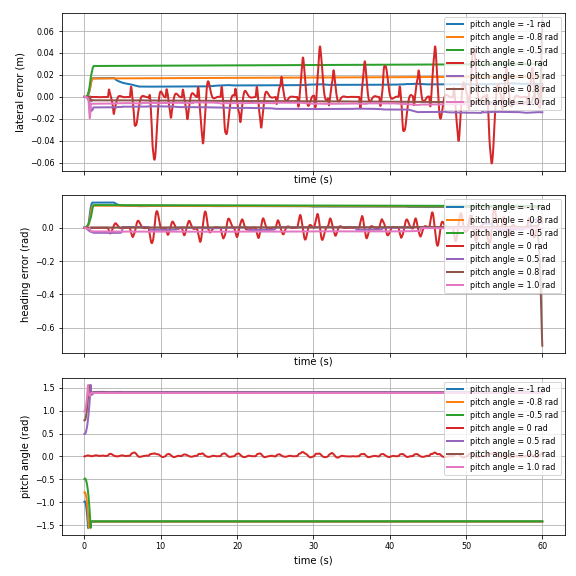 0.06
0.04
0.02
0.00
−0.02
−0.04
−0.06
lateral error (m)
pitch angle = -1 rad
pitch angle = -0.8 rad
pitch angle = -0.5 rad
pitch angle = 0 rad
pitch angle = 0.5 rad
pitch angle = 0.8 rad
pitch angle = 1.0 rad
time (s)
0.0
−0.2
−0.4
−0.6
heading error (rad)
pitch angle = -1 rad
pitch angle = -0.8 rad
pitch angle = -0.5 rad
pitch angle = 0 rad
pitch angle = 0.5 rad
pitch angle = 0.8 rad
pitch angle = 1.0 rad
time (s)
1.5
1.0
0.5
0.0
−0.5
−1.0
−1.5
pitch angle (rad)
pitch angle = -1 rad
pitch angle = -0.8 rad
pitch angle = -0.5 rad
pitch angle = 0 rad
pitch angle = 0.5 rad
pitch angle = 0.8 rad
pitch angle = 1.0 rad
0 10 20 30 40 50 60
time (s)